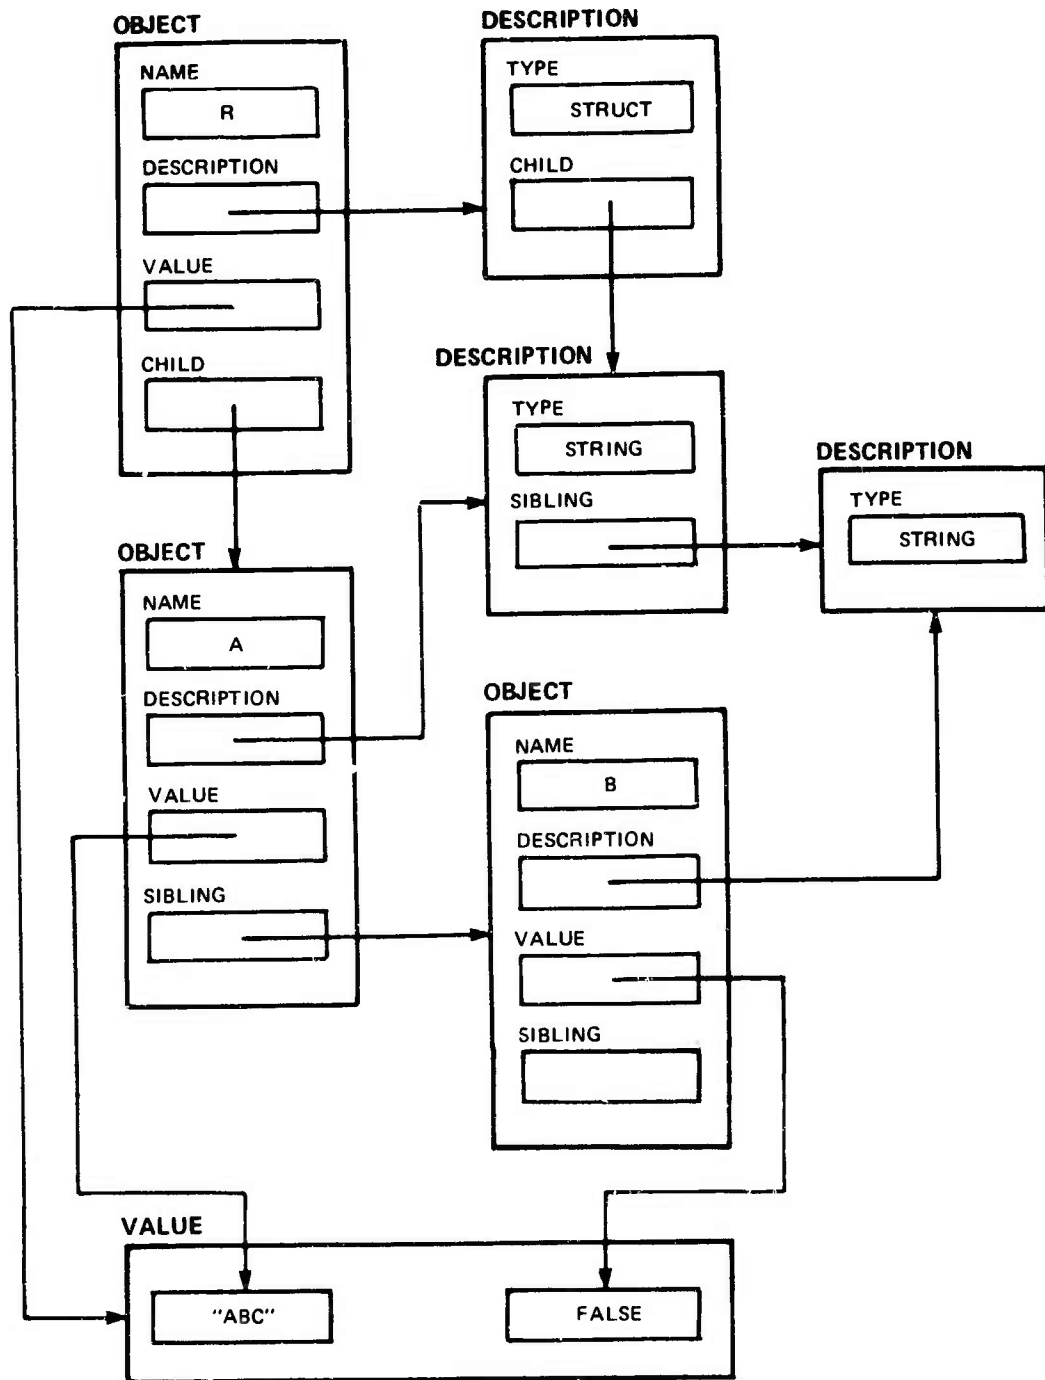 OBJECT
NAME
R
DESCRIPTION
VALUE
CHILD
DESCRIPTION
TYPE
STRUCT
CHILD
DESCRIPTION
TYPE
STRING
SIBLING
DESCRIPTION
TYPE
STRING
OBJECT
NAME
A
DESCRIPTION
VALUE
SIBLING
OBJECT
NAME
B
DESCRIPTION
VALUE
SIBLING
VALUE
"ABC"
FALSE